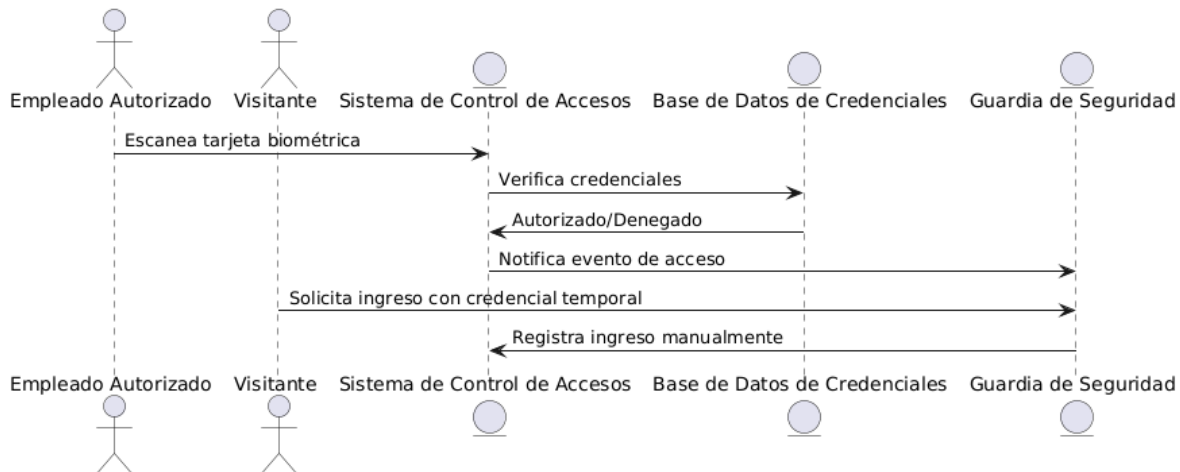 Empleado Autorizado Visitante Sistema de Control de Accesos Base de Datos de Credenciales Guardia de Seguridad
Escanea tarjeta biométrica
Verifica credenciales
Autorizado/Denegado
Notifica evento de acceso
Solicita ingreso con credencial temporal
Registra ingreso manualmente
Empleado Autorizado Visitante Sistema de Control de Accesos Base de Datos de Credenciales Guardia de Seguridad